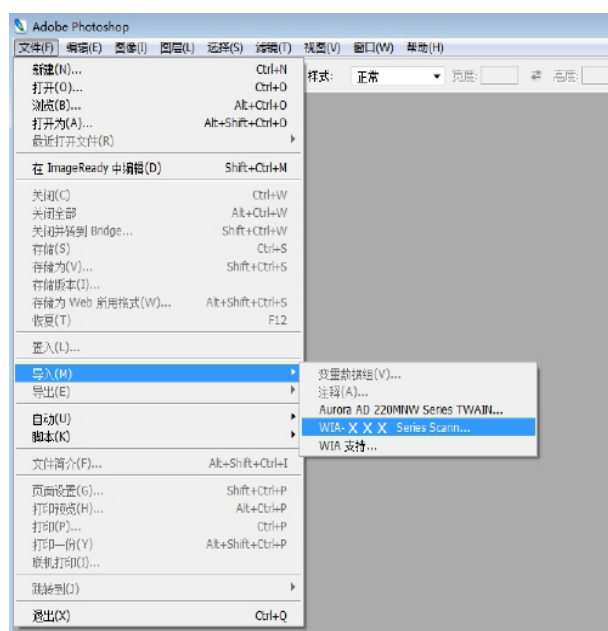 Adobe Photoshop
文件(F) 编辑(E) 图像(I) 图层(L) 选择(S) 滤镜(T) 视图(V) 窗口(W) 帮助(H)
样式: 正常 宽度: 高度:
新建(N)... Ctrl+N
打开(O)... Ctrl+O
浏览(B)... Alt+Ctrl+O
打开为(A)... Alt+Shift+Ctrl+O
最近打开文件(R)
在 ImageReady 中编辑(D) Shift+Ctrl+M
关闭(C) Ctrl+W
关闭全部 Alt+Ctrl+W
关闭并转到 Bridge... Shift+Ctrl+W
存储(S) Ctrl+S
存储为(V)... Shift+Ctrl+S
存储版本(I)...
存储为 Web 所用格式(W)... Alt+Shift+Ctrl+S
恢复(T) F12
置入(L)...
导入(M)
导出(E)
变量数据组(V)...
注释(A)...
Aurora AD 220MNW Series TWAIN...
WIA-X X X Series Scann...
WIA 支持...
自动(U)
脚本(K)
文件简介(F)... Alt+Shift+Ctrl+I
页面设置(G)... Shift+Ctrl+P
打印预览(H)... Alt+Ctrl+P
打印(P)... Ctrl+P
打印一份(Y) Alt+Shift+Ctrl+P
联机打印(I)...
跳转到(J)
退出(X) Ctrl+Q